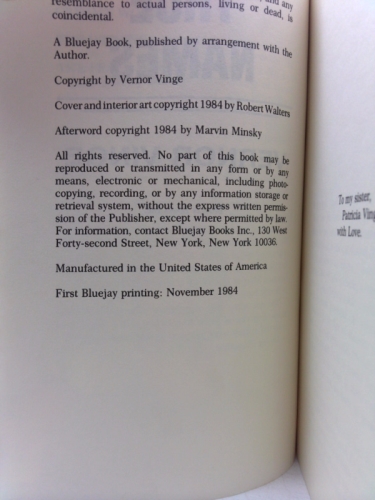 resemblance to actual persons, living or dead, is
coincidental.
A Bluejay Book, published by arrangement with the
Author.
Copyright by Vernor Vinge
Cover and interior art copyright 1984 by Robert Walters
Afterword copyright 1984 by Marvin Minsky
All rights reserved. No part of this book may be
reproduced or transmitted in any form or by any
means, electronic or mechanical, including photo-
copying, recording, or by any information storage or
retrieval system, without the express written permis-
sion of the Publisher, except where permitted by law.
For information, contact Bluejay Books Inc., 130 West
Forty-second Street, New York, New York 10036.
Manufactured in the United States of America
First Bluejay printing: November 1984
To my sister,
Patricia
with Love.